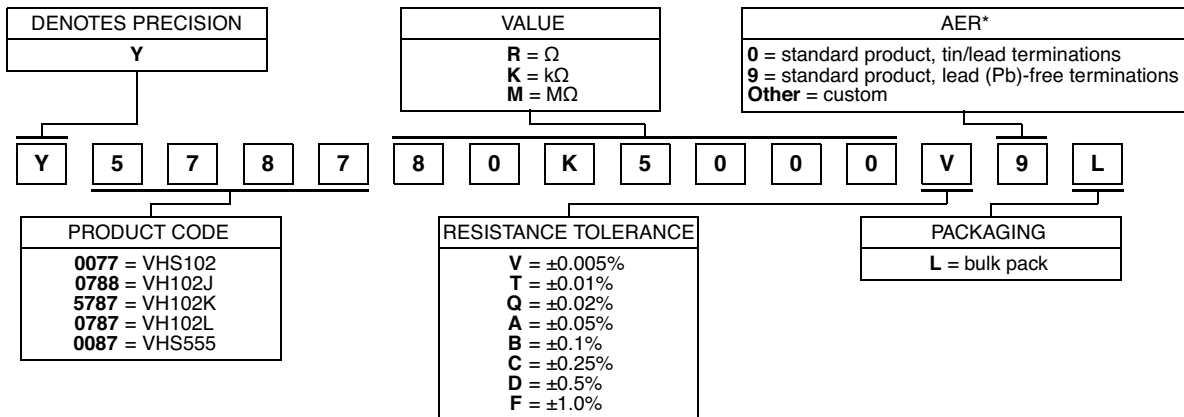 DENOTES PRECISION
Y
VALUE
R = Ω
K = kΩ
M = MΩ
AER*
0 = standard product, tin/lead terminations
9 = standard product, lead (Pb)-free terminations
Other = custom
Y 5 7 8 7 8 0 K 5 0 0 0 V 9 L
PRODUCT CODE
0077 = VHS102
0788 = VH102J
5787 = VH102K
0787 = VH102L
0087 = VHS555
RESISTANCE TOLERANCE
V = ±0.005%
T = ±0.01%
Q = ±0.02%
A = ±0.05%
B = ±0.1%
C = ±0.25%
D = ±0.5%
F = ±1.0%
PACKAGING
L = bulk pack